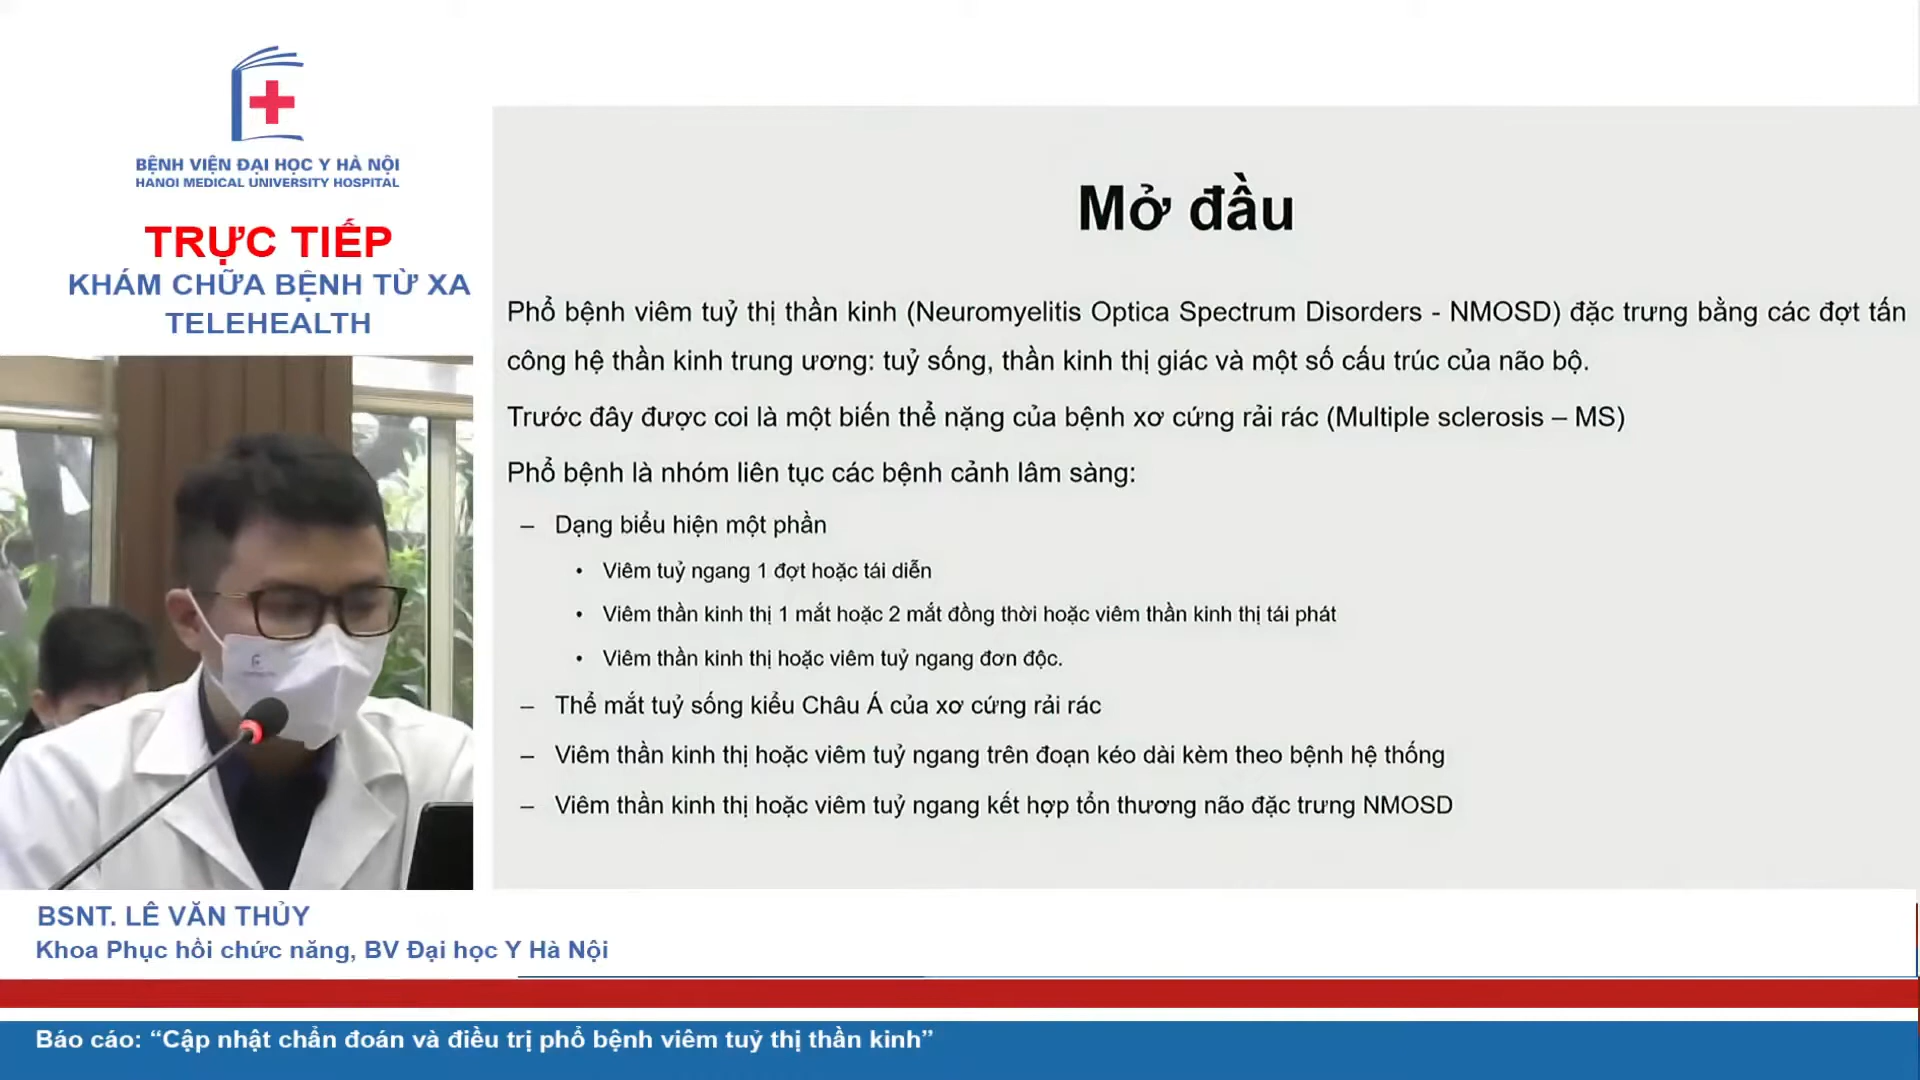 BỆNH VIỆN ĐẠI HỌC Y HÀ NỘI
HANOI MEDICAL UNIVERSITY HOSPITAL
TRỰC TIẾP
KHÁM CHỮA BỆNH TỪ XA
TELEHEALTH
Mở đầu
Phổ bệnh viêm tuỷ thị thần kinh (Neuromyelitis Optica Spectrum Disorders - NMOSD) đặc trưng bằng các đợt tấn
công hệ thần kinh trung ương: tuỷ sống, thần kinh thị giác và một số cấu trúc của não bộ.
Trước đây được coi là một biến thể nặng của bệnh xơ cứng rải rác (Multiple sclerosis – MS)
Phổ bệnh là nhóm liên tục các bệnh cảnh lâm sàng:
– Dạng biểu hiện một phần
• Viêm tuỷ ngang 1 đợt hoặc tái diễn
• Viêm thần kinh thị 1 mắt hoặc 2 mắt đồng thời hoặc viêm thần kinh thị tái phát
• Viêm thần kinh thị hoặc viêm tuỷ ngang đơn độc.
– Thể mắt tuỷ sống kiểu Châu Á của xơ cứng rải rác
– Viêm thần kinh thị hoặc viêm tuỷ ngang trên đoạn kéo dài kèm theo bệnh hệ thống
– Viêm thần kinh thị hoặc viêm tuỷ ngang kết hợp tổn thương não đặc trưng NMOSD
BSNT. LÊ VĂN THỦY
Khoa Phục hồi chức năng, BV Đại học Y Hà Nội
Báo cáo: “Cập nhật chẩn đoán và điều trị phổ bệnh viêm tuỷ thị thần kinh”